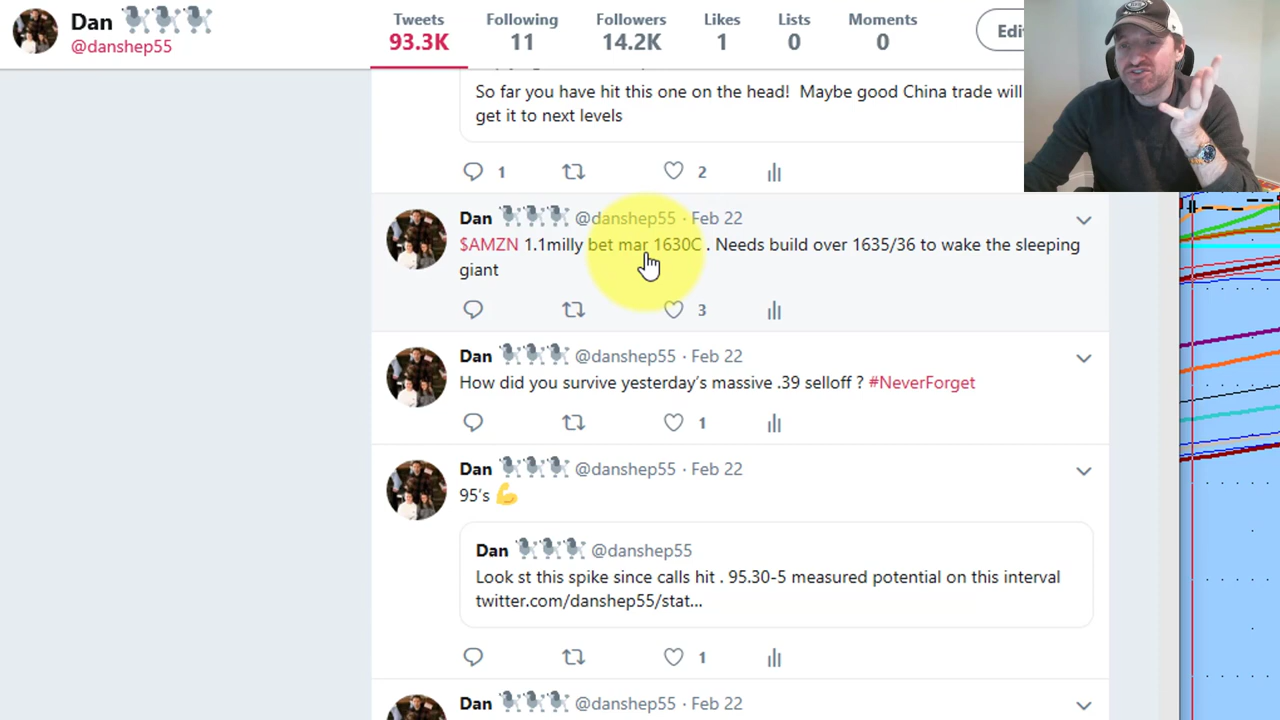 Dan
@danshep55
Tweets
93.3K
Following
11
Followers
14.2K
Likes
1
Lists
0
Moments
0
So far you have hit this one on the head! Maybe good China trade will
get it to next levels
1
2
Dan @danshep55 · Feb 22
$AMZN 1.1milly bet mar 1630C . Needs build over 1635/36 to wake the sleeping
giant
3
Dan @danshep55 · Feb 22
How did you survive yesterday’s massive .39 selloff ? #NeverForget
1
Dan @danshep55 · Feb 22
95's 💪
Dan @danshep55
Look st this spike since calls hit . 95.30-5 measured potential on this interval
twitter.com/danshep55/stat...
1
Dan @danshep55 · Feb 22